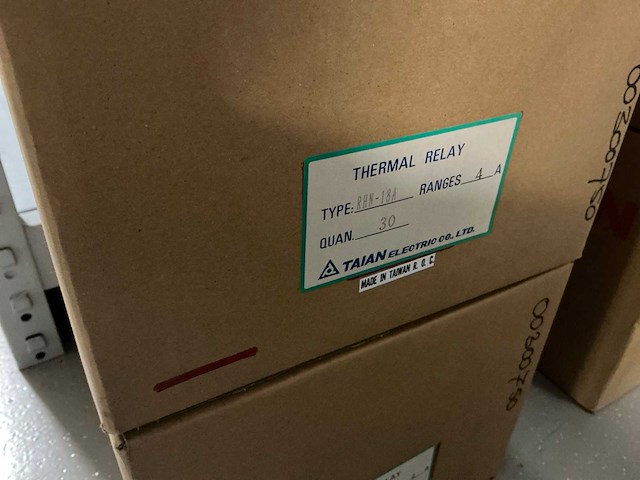 THERMAL RELAY
TYPE: RHN-18A RANGES 4 A
QUAN. 30
TAIAN ELECTRIC CO., LTD.
MADE IN TAIWAN R. O. C.